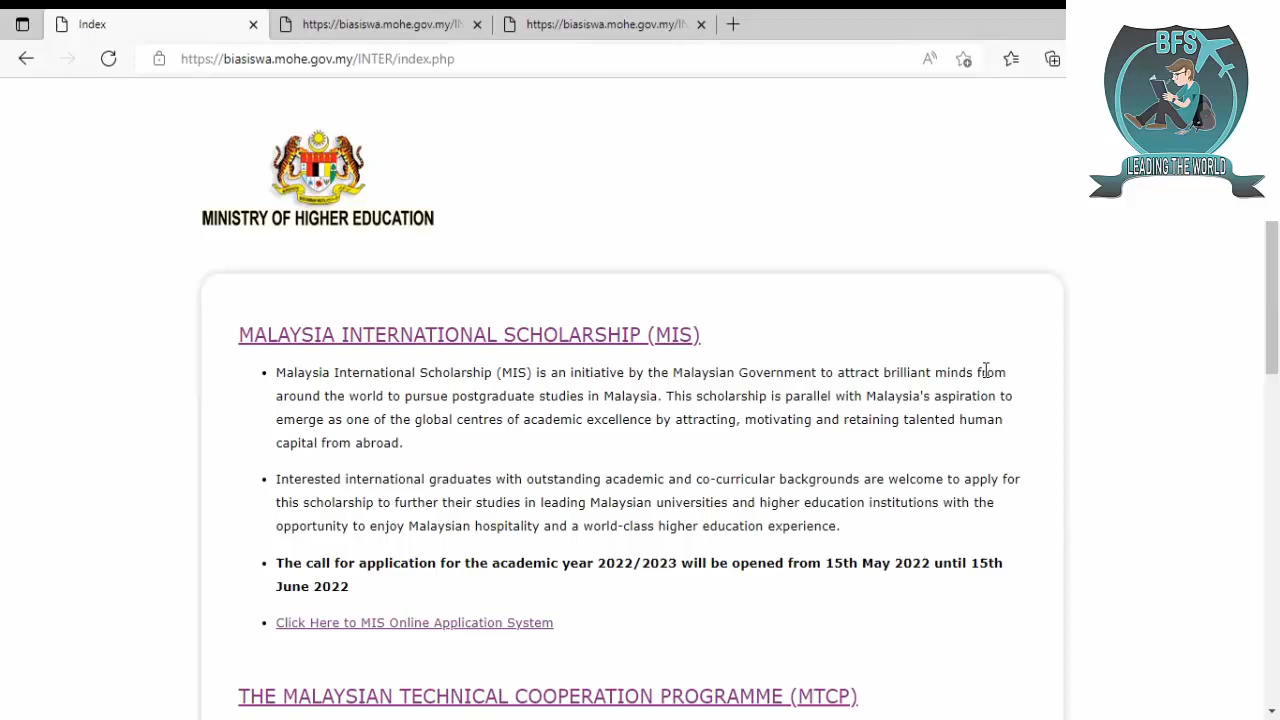 Index
https://biasiswa.mohe.gov.my/IN
https://biasiswa.mohe.gov.my/IN
https://biasiswa.mohe.gov.my/INTER/index.php
BFS
LEADING THE WORLD
MINISTRY OF HIGHER EDUCATION
MALAYSIA INTERNATIONAL SCHOLARSHIP (MIS)
• Malaysia International Scholarship (MIS) is an initiative by the Malaysian Government to attract brilliant minds from
around the world to pursue postgraduate studies in Malaysia. This scholarship is parallel with Malaysia's aspiration to
emerge as one of the global centres of academic excellence by attracting, motivating and retaining talented human
capital from abroad.
• Interested international graduates with outstanding academic and co-curricular backgrounds are welcome to apply for
this scholarship to further their studies in leading Malaysian universities and higher education institutions with the
opportunity to enjoy Malaysian hospitality and a world-class higher education experience.
• The call for application for the academic year 2022/2023 will be opened from 15th May 2022 until 15th
June 2022
• Click Here to MIS Online Application System
THE MALAYSIAN TECHNICAL COOPERATION PROGRAMME (MTCP)